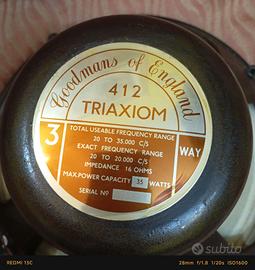 Goodmans of England
412
TRIAXIOM
3
WAY
TOTAL USEABLE FREQUENCY RANGE
20 TO 35.000 C/S
EXACT FREQUENCY RANGE
20 TO 20.000 C/S
IMPEDANCE 16 OHMS
MAX.POWER CAPACITY 35 WATTS
SERIAL Nº
subito
REDMI 13C
28mm f/1.8 1/20s ISO1600